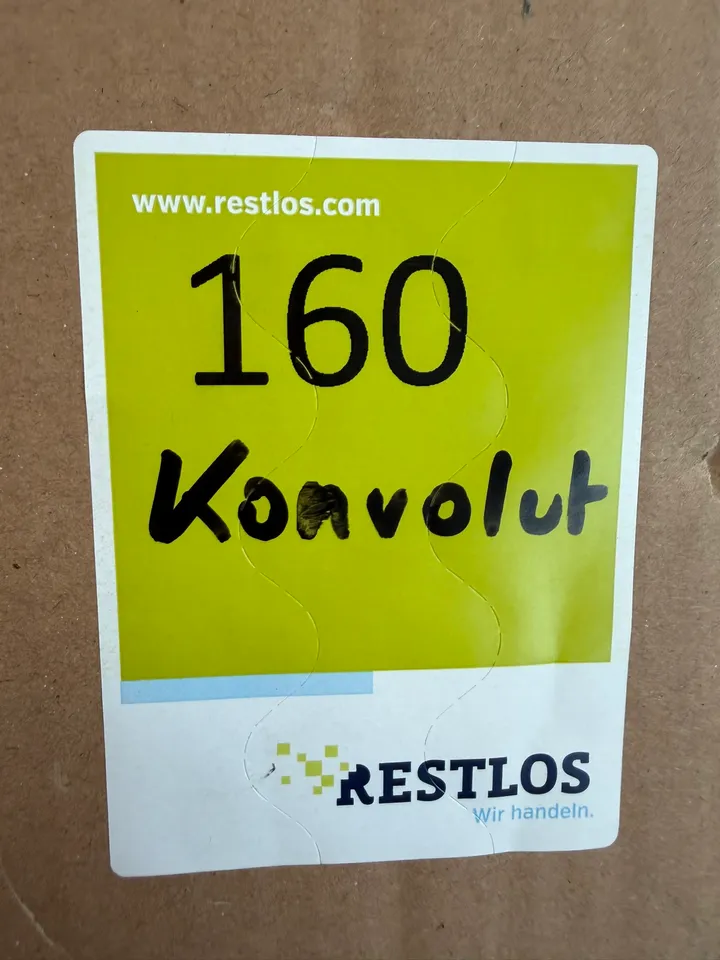 www.restlos.com
160
Konvolut
RESTLOS
Wir handeln.